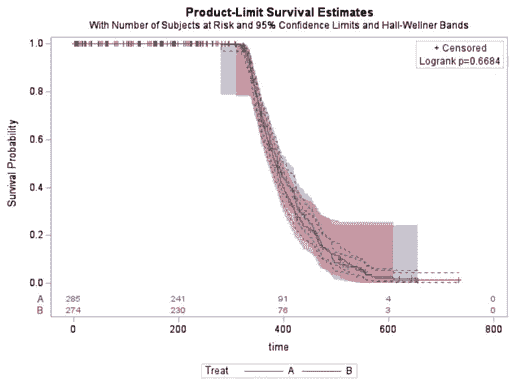 Product-Limit Survival Estimates
With Number of Subjects at Risk and 95% Confidence Limits and Hall-Wellner Bands
+ Censored
Logrank p=0.6684
Survival Probability
1.0
0.8
0.6
0.4
0.2
0.0
A 285 241 91 4 0
B 274 230 76 3 0
0 200 400 600 800
time
Treat A B